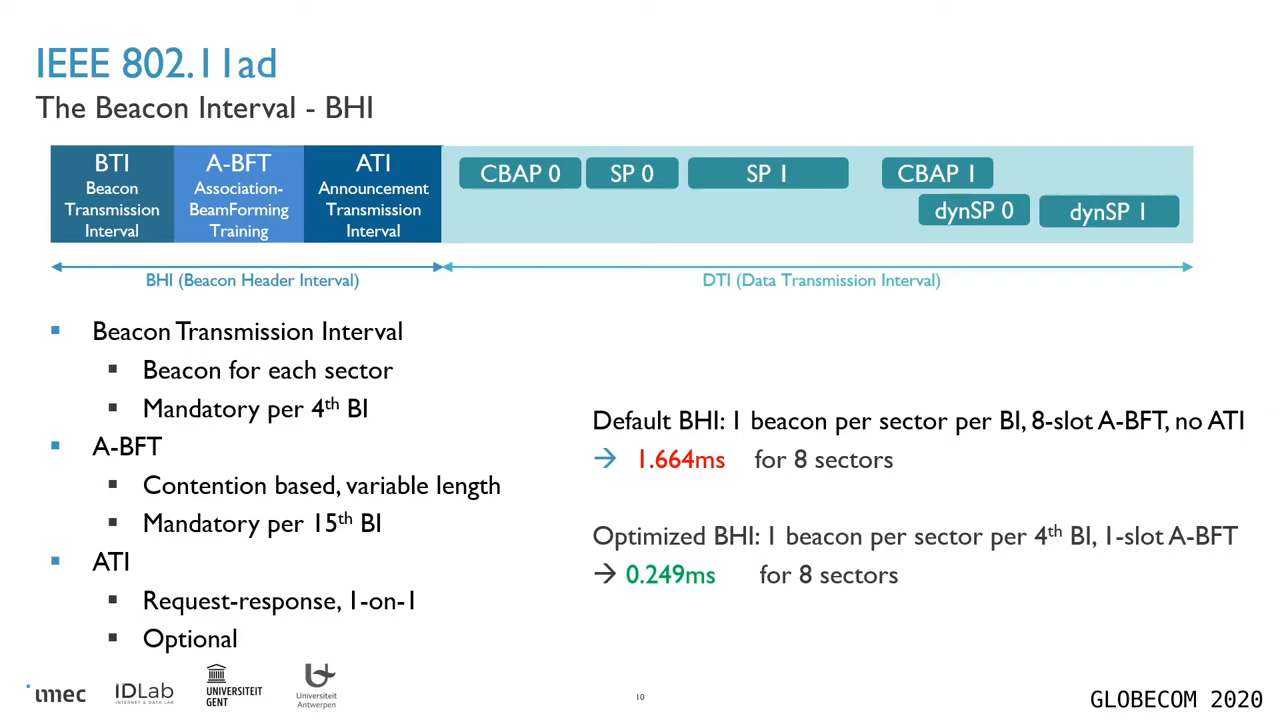 IEEE 802.11ad
The Beacon Interval - BHI
BTI
Beacon
Transmission
Interval
A-BFT
Association-
BeamForming
Training
ATI
Announcement
Transmission
Interval
CBAP 0
SP 0
SP 1
CBAP 1
dynSP 0
dynSP 1
BHI (Beacon Header Interval)
DTI (Data Transmission Interval)
▪ Beacon Transmission Interval
▪ Beacon for each sector
▪ Mandatory per 4th BI
▪ A-BFT
▪ Contention based, variable length
▪ Mandatory per 15th BI
▪ ATI
▪ Request-response, 1-on-1
▪ Optional
Default BHI: 1 beacon per sector per BI, 8-slot A-BFT, no ATI
→ 1.664ms for 8 sectors
Optimized BHI: 1 beacon per sector per 4th BI, 1-slot A-BFT
→ 0.249ms for 8 sectors
imec
IDLab
INTERNET & DATA LAB
UNIVERSITEIT
GENT
Universiteit
Antwerpen
10
GLOBECOM 2020